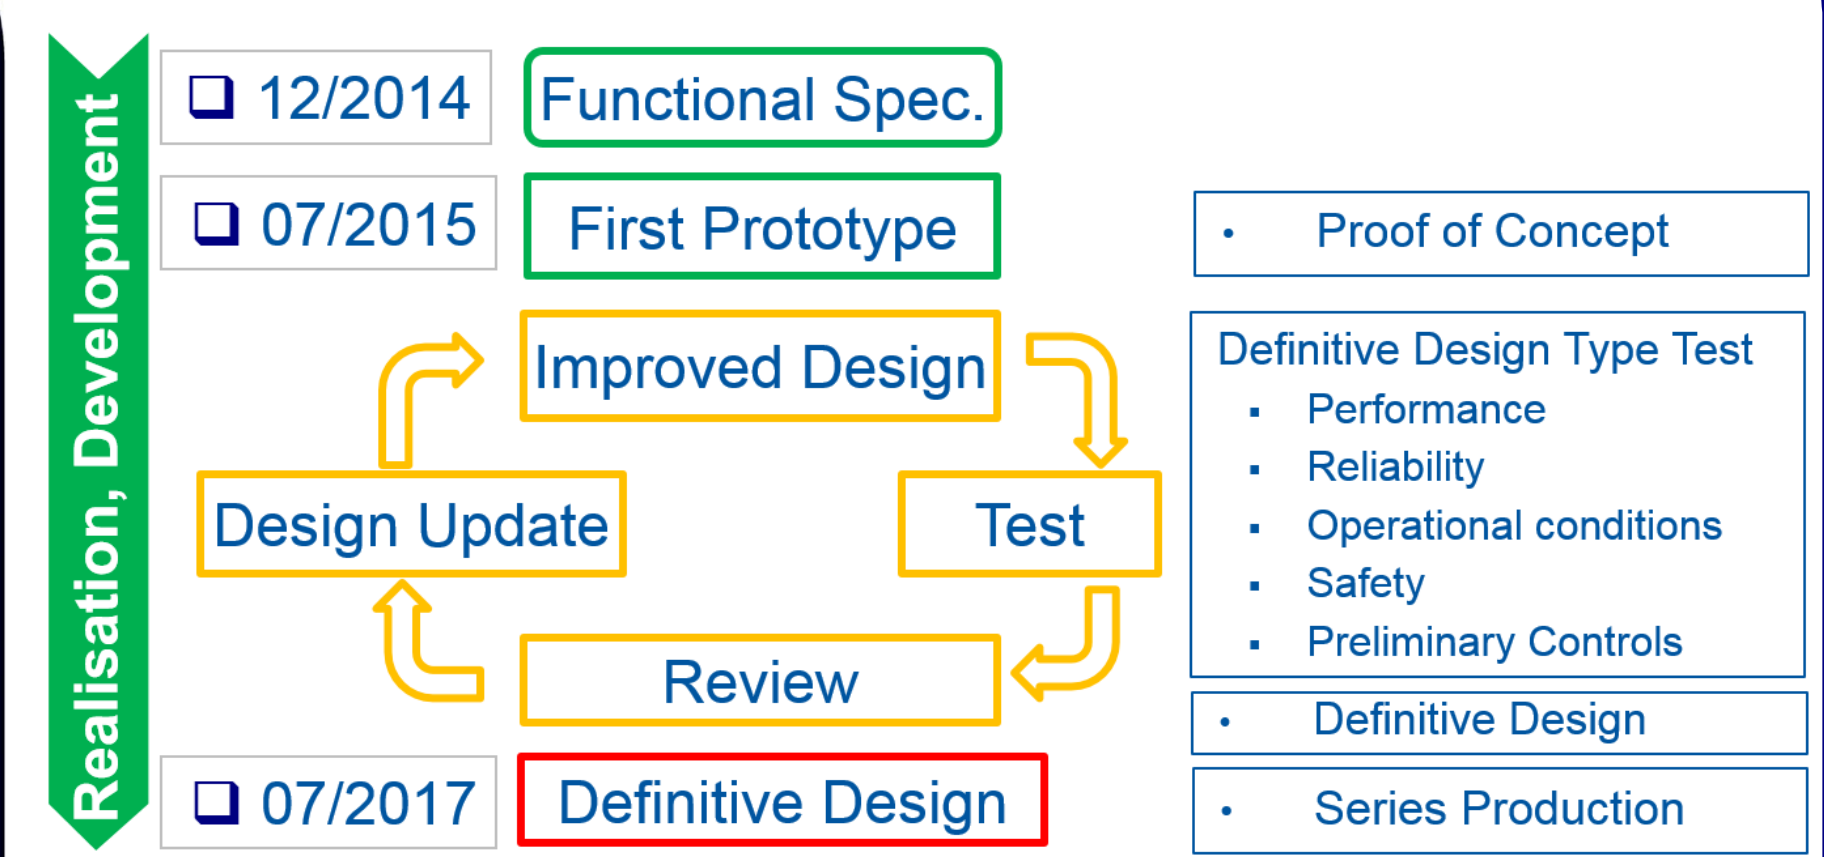 Realisation, Development
❑ 12/2014
Functional Spec.
❑ 07/2015
First Prototype
• Proof of Concept
Improved Design
Design Update
Test
Review
Definitive Design Type Test
▪ Performance
▪ Reliability
▪ Operational conditions
▪ Safety
▪ Preliminary Controls
• Definitive Design
❑ 07/2017
Definitive Design
• Series Production